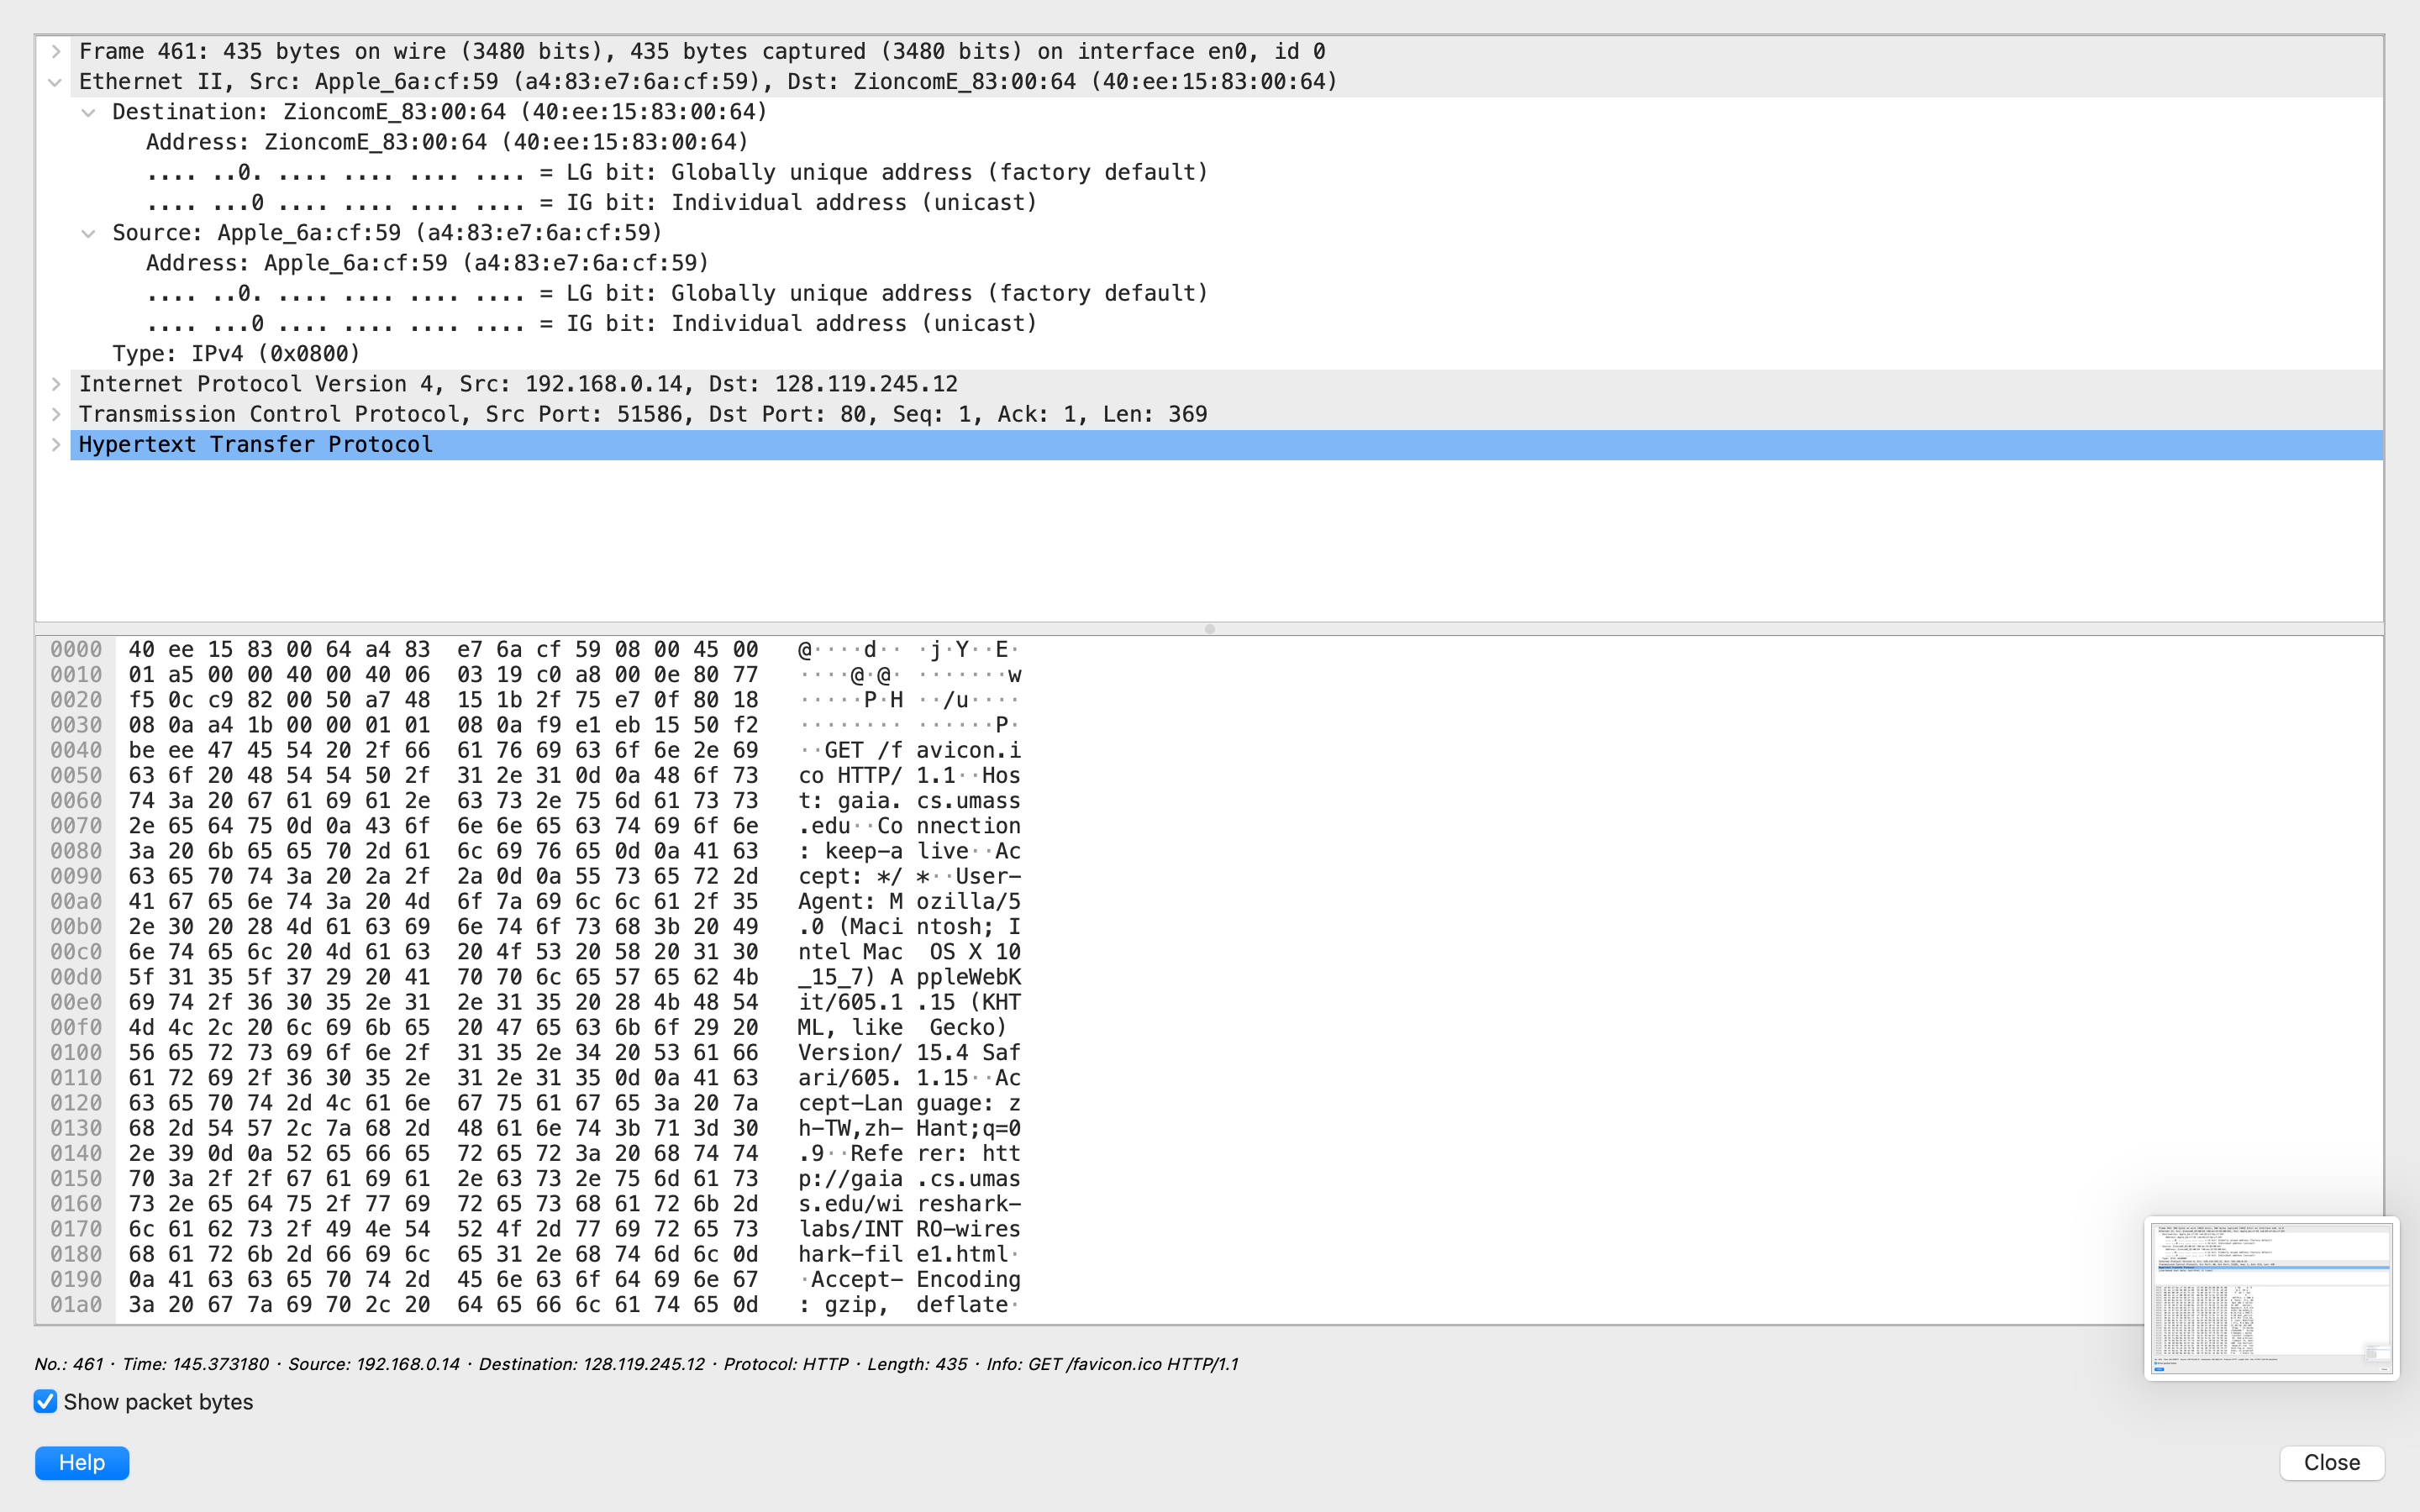 Frame 461: 435 bytes on wire (3480 bits), 435 bytes captured (3480 bits) on interface en0, id 0
Ethernet II, Src: Apple_6a:cf:59 (a4:83:e7:6a:cf:59), Dst: ZioncomE_83:00:64 (40:ee:15:83:00:64)
Destination: ZioncomE_83:00:64 (40:ee:15:83:00:64)
Address: ZioncomE_83:00:64 (40:ee:15:83:00:64)
.... ..0. .... .... .... .... = LG bit: Globally unique address (factory default)
.... ...0 .... .... .... .... = IG bit: Individual address (unicast)
Source: Apple_6a:cf:59 (a4:83:e7:6a:cf:59)
Address: Apple_6a:cf:59 (a4:83:e7:6a:cf:59)
.... ..0. .... .... .... .... = LG bit: Globally unique address (factory default)
.... ...0 .... .... .... .... = IG bit: Individual address (unicast)
Type: IPv4 (0x0800)
Internet Protocol Version 4, Src: 192.168.0.14, Dst: 128.119.245.12
Transmission Control Protocol, Src Port: 51586, Dst Port: 80, Seq: 1, Ack: 1, Len: 369
Hypertext Transfer Protocol
0000 40 ee 15 83 00 64 a4 83 e7 6a cf 59 08 00 45 00 @····d·· ·j·Y··E·
0010 01 a5 00 00 40 00 40 06 03 19 c0 a8 00 0e 80 77 ····@·@· ·······w
0020 f5 0c c9 82 00 50 a7 48 15 1b 2f 75 e7 0f 80 18 ·····P·H ··/u····
0030 08 0a a4 1b 00 00 01 01 08 0a f9 e1 eb 15 50 f2 ········ ······P·
0040 be ee 47 45 54 20 2f 66 61 76 69 63 6f 6e 2e 69 ··GET /f avicon.i
0050 63 6f 20 48 54 54 50 2f 31 2e 31 0d 0a 48 6f 73 co HTTP/ 1.1··Hos
0060 74 3a 20 67 61 69 61 2e 63 73 2e 75 6d 61 73 73 t: gaia. cs.umass
0070 2e 65 64 75 0d 0a 43 6f 6e 6e 65 63 74 69 6f 6e .edu··Co nnection
0080 3a 20 6b 65 65 70 2d 61 6c 69 76 65 0d 0a 41 63 : keep-a live··Ac
0090 63 65 70 74 3a 20 2a 2f 2a 0d 0a 55 73 65 72 2d cept: */ *··User-
00a0 41 67 65 6e 74 3a 20 4d 6f 7a 69 6c 6c 61 2f 35 Agent: M ozilla/5
00b0 2e 30 20 28 4d 61 63 69 6e 74 6f 73 68 3b 20 49 .0 (Maci ntosh; I
00c0 6e 74 65 6c 20 4d 61 63 20 4f 53 20 58 20 31 30 ntel Mac  OS X 10
00d0 5f 31 35 5f 37 29 20 41 70 70 6c 65 57 65 62 4b _15_7) A ppleWebK
00e0 69 74 2f 36 30 35 2e 31 2e 31 35 20 28 4b 48 54 it/605.1 .15 (KHT
00f0 4d 4c 2c 20 6c 69 6b 65 20 47 65 63 6b 6f 29 20 ML, like  Gecko)
0100 56 65 72 73 69 6f 6e 2f 31 35 2e 34 20 53 61 66 Version/ 15.4 Saf
0110 61 72 69 2f 36 30 35 2e 31 2e 31 35 0d 0a 41 63 ari/605. 1.15··Ac
0120 63 65 70 74 2d 4c 61 6e 67 75 61 67 65 3a 20 7a cept-Lan guage: z
0130 68 2d 54 57 2c 7a 68 2d 48 61 6e 74 3b 71 3d 30 h-TW,zh- Hant;q=0
0140 2e 39 0d 0a 52 65 66 65 72 65 72 3a 20 68 74 74 .9··Refe rer: htt
0150 70 3a 2f 2f 67 61 69 61 2e 63 73 2e 75 6d 61 73 p://gaia .cs.umas
0160 73 2e 65 64 75 2f 77 69 72 65 73 68 61 72 6b 2d s.edu/wi reshark-
0170 6c 61 62 73 2f 49 4e 54 52 4f 2d 77 69 72 65 73 labs/INT RO-wires
0180 68 61 72 6b 2d 66 69 6c 65 31 2e 68 74 6d 6c 0d hark-fil e1.html·
0190 0a 41 63 63 65 70 74 2d 45 6e 63 6f 64 69 6e 67 ·Accept- Encoding
01a0 3a 20 67 7a 69 70 2c 20 64 65 66 6c 61 74 65 0d : gzip,  deflate·
No.: 461 · Time: 145.373180 · Source: 192.168.0.14 · Destination: 128.119.245.12 · Protocol: HTTP · Length: 435 · Info: GET /favicon.ico HTTP/1.1
Show packet bytes
Help
Close